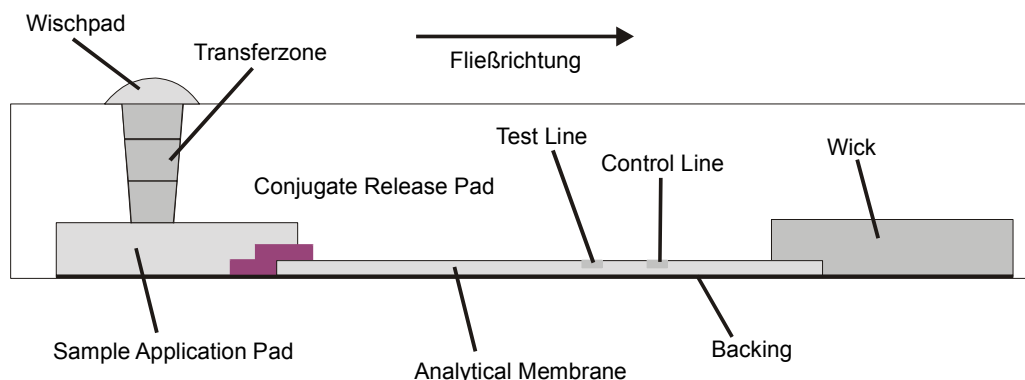 Wischpad
Transferzone
Fließrichtung
Test Line
Control Line
Wick
Conjugate Release Pad
Sample Application Pad
Analytical Membrane
Backing